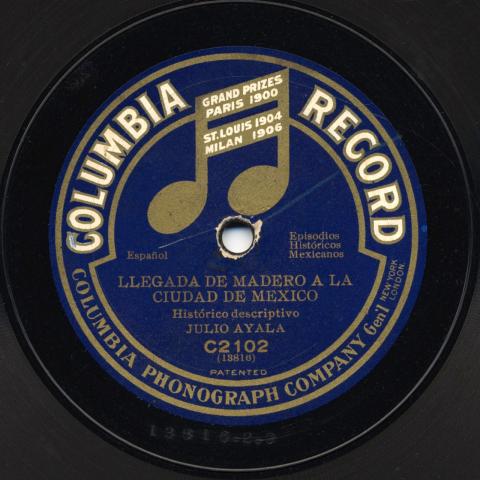 COLUMBIA RECORD
GRAND PRIZES
PARIS 1900
ST. LOUIS 1904
MILAN 1906
Español
Episodios
Históricos
Mexicanos
LLEGADA DE MADERO A LA
CIUDAD DE MEXICO
Histórico descriptivo
JULIO AYALA
C2102
(13816)
PATENTED
COLUMBIA PHONOGRAPH COMPANY Gen'l
NEW YORK
LONDON